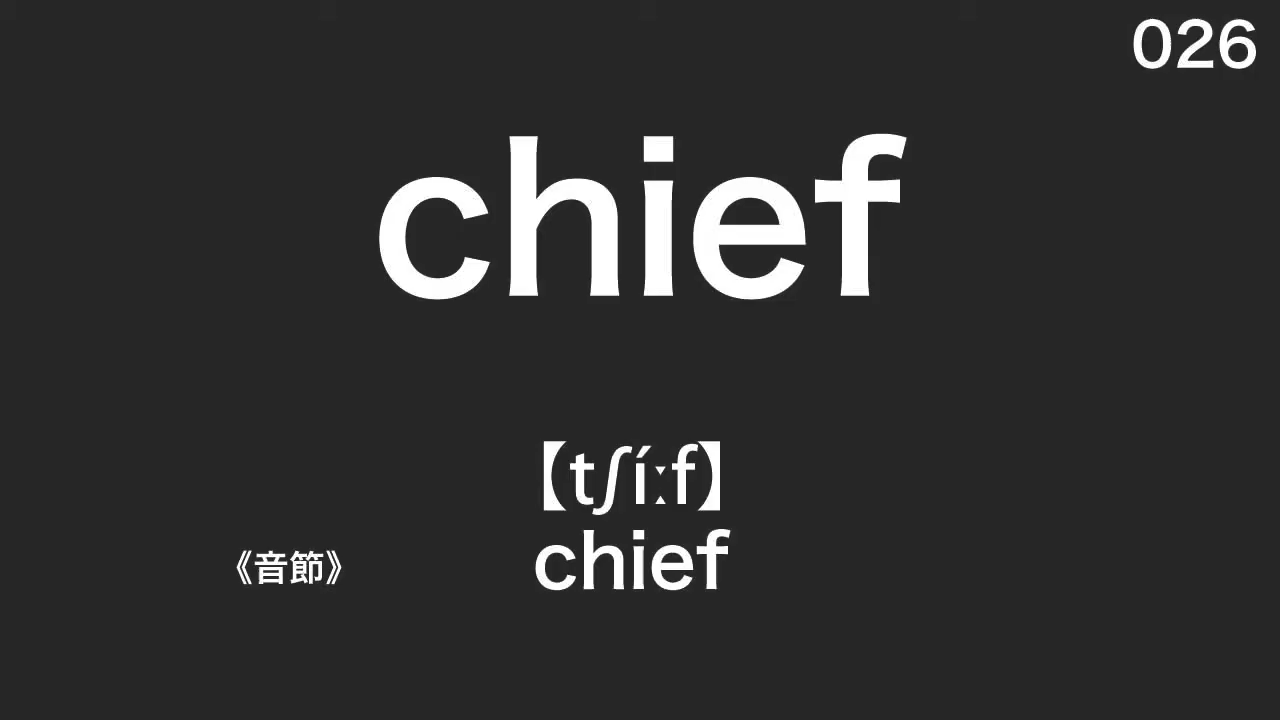 026
chief
【tʃíːf】
《音節》 chief